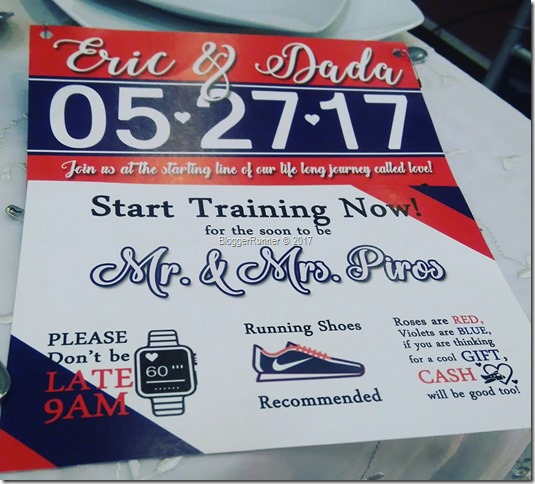 Eric & Dada
05·27·17
Join us at the starting line of our life long journey called love!
Start Training Now!
for the soon to be
BloggerRunner © 2017
Mr. & Mrs. Piros
PLEASE
Don't be
LATE
9AM
60
Running Shoes
Recommended
Roses are RED,
Violets are BLUE,
if you are thinking
for a cool GIFT,
CASH
will be good too!